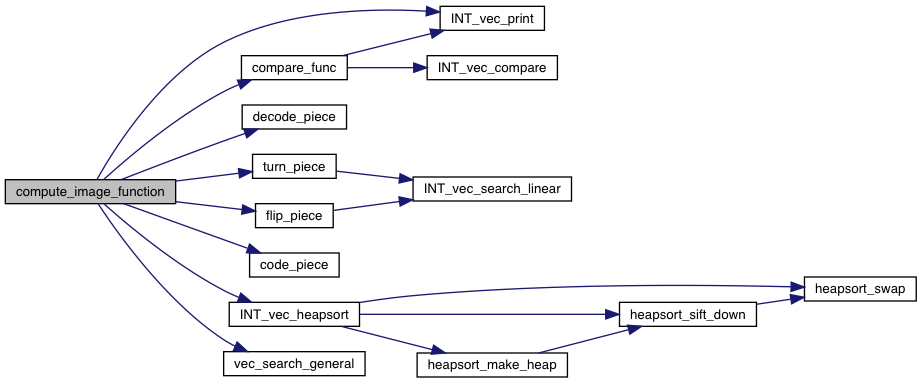 compute_image_function
INT_vec_print
compare_func
INT_vec_compare
decode_piece
turn_piece
INT_vec_search_linear
flip_piece
code_piece
INT_vec_heapsort
heapsort_swap
heapsort_sift_down
heapsort_make_heap
vec_search_general